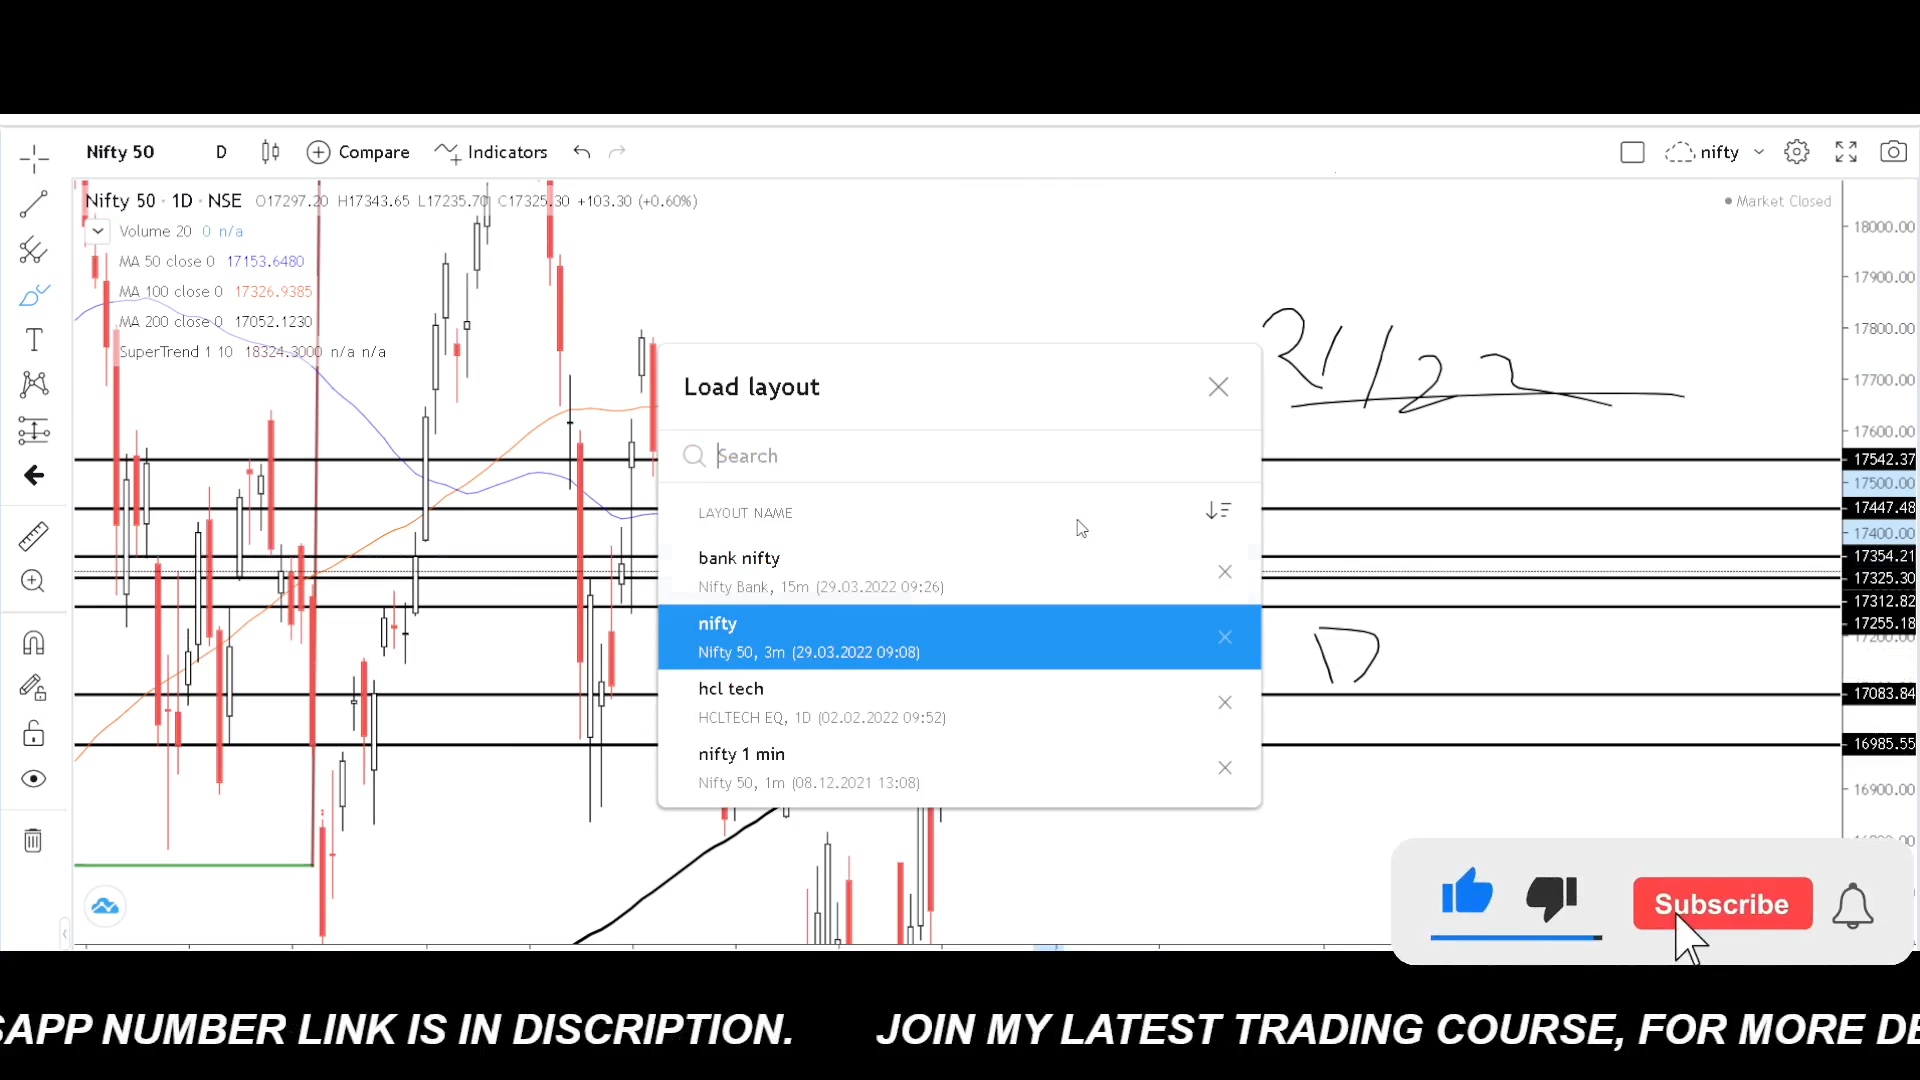 Nifty 50 D Compare Indicators nifty
Nifty 50 · 1D · NSE O17297.20 H17343.65 L17235.70 C17325.30 +103.30 (+0.60%)
Market Closed
Volume 20 0 n/a
MA 50 close 0 17153.6480
MA 100 close 0 17326.9385
MA 200 close 0 17052.1230
SuperTrend 1 10 18324.3000 n/a n/a
Load layout
Search
LAYOUT NAME
bank nifty
Nifty Bank, 15m (29.03.2022 09:26)
nifty
Nifty 50, 3m (29.03.2022 09:08)
hcl tech
HCLTECH EQ, 1D (02.02.2022 09:52)
nifty 1 min
Nifty 50, 1m (08.12.2021 13:08)
D
18000.00
17900.00
17800.00
17700.00
17600.00
17542.37
17500.00
17447.48
17400.00
17354.21
17325.30
17312.82
17255.18
17200.00
17083.84
16985.55
16900.00
Subscribe
SAPP NUMBER LINK IS IN DISCRIPTION. JOIN MY LATEST TRADING COURSE, FOR MORE DE